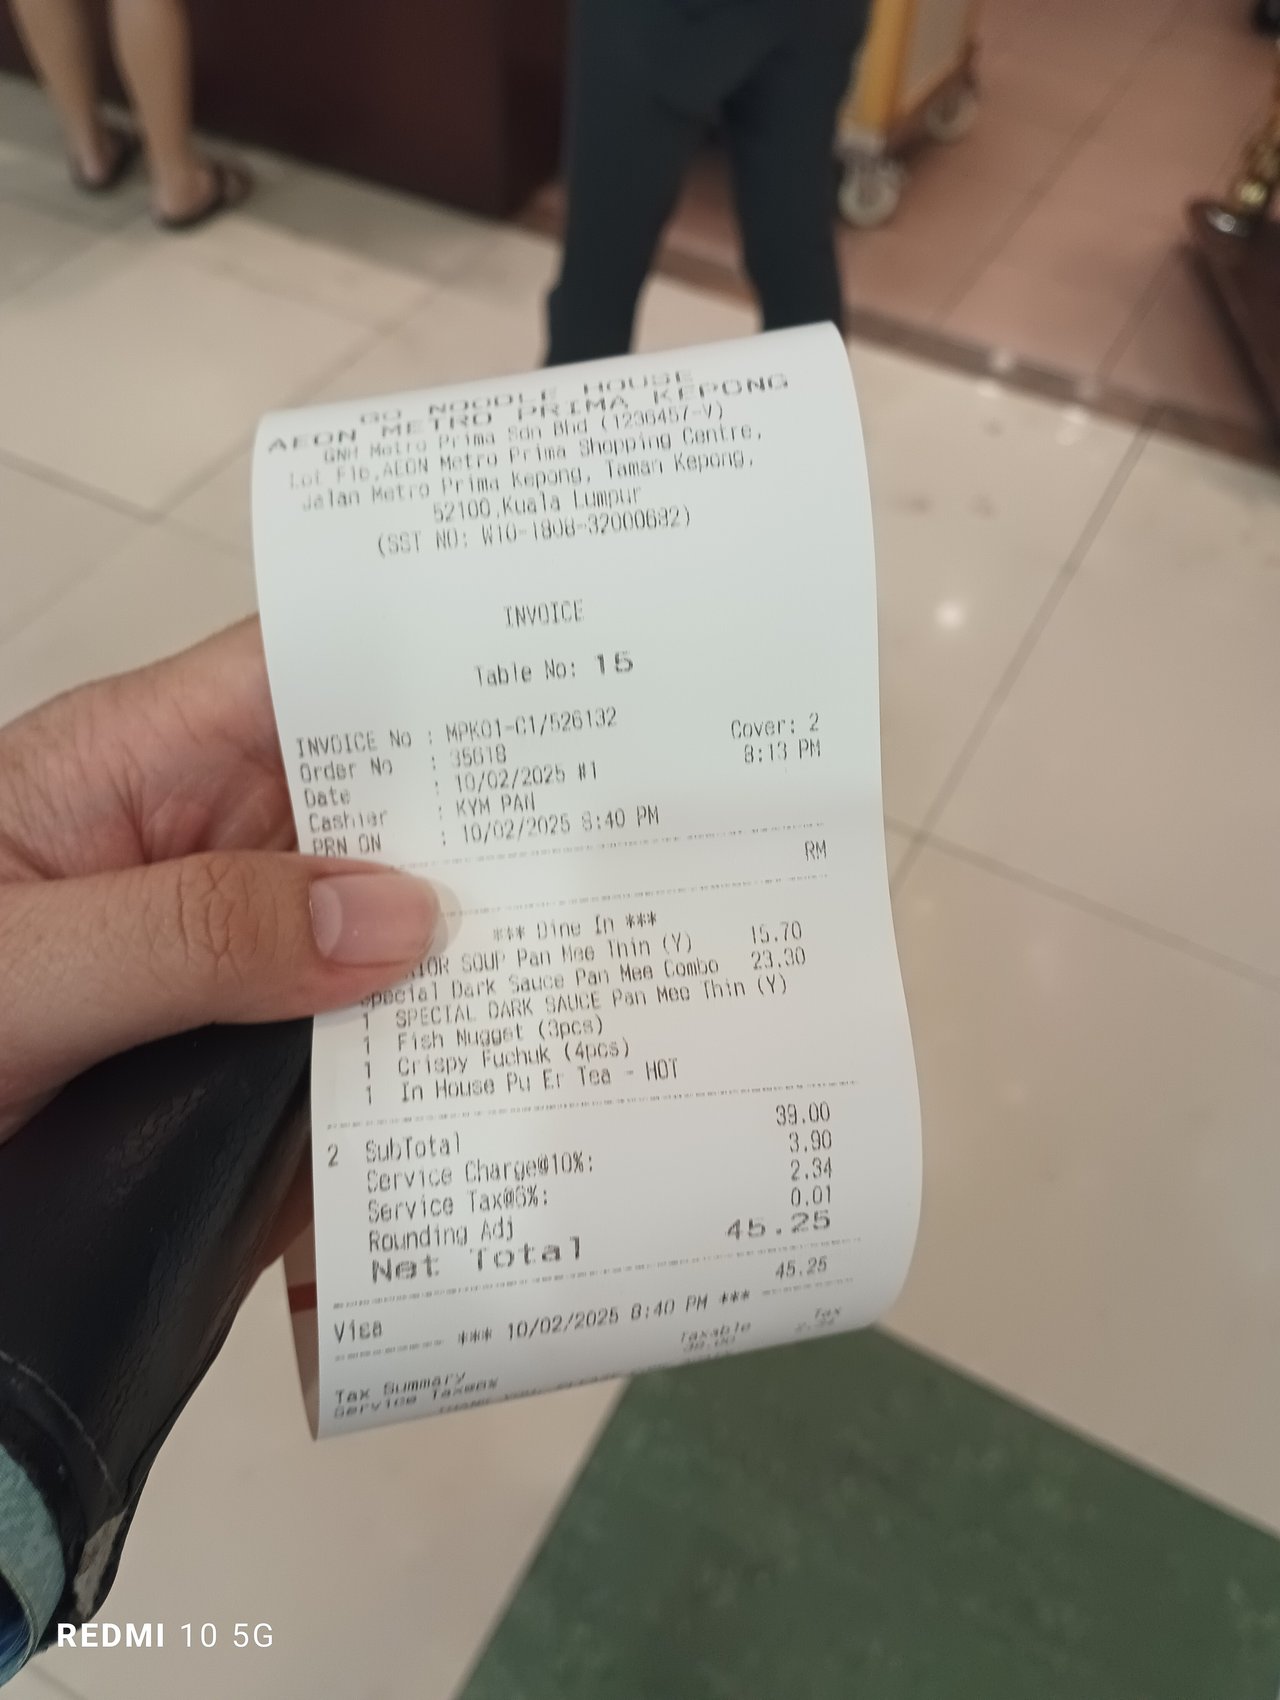 GO NOODLE HOUSE
AEON METRO PRIMA KEPONG
GNH Metro Prima Sdn Bhd (1236457-V)
Lot F16,AEON Metro Prima Shopping Centre,
Jalan Metro Prima Kepong, Taman Kepong,
52100,Kuala Lumpur
(SST NO: W10-1808-32000682)
INVOICE
Table No: 15
INVOICE No : MPK01-C1/526132
Order No : 35618 Cover: 2
Date : 10/02/2025 #1 8:13 PM
Cashier : KYM PAN
PRN ON : 10/02/2025 8:40 PM
RM
*** Dine In ***
SOUP Pan Mee Thin (Y) 15.70
Special Dark Sauce Pan Mee Combo 23.30
1 SPECIAL DARK SAUCE Pan Mee Thin (Y)
1 Fish Nugget (3pcs)
1 Crispy Fuchuk (4pcs)
1 In House Pu Er Tea - HOT
2 SubTotal 39.00
Service Charge@10%: 3.90
Service Tax@6%: 2.34
Rounding Adj 0.01
Net Total 45.25
Visa 45.25
*** 10/02/2025 8:40 PM ***
Tax Summary Taxable Tax
Service Tax@6% 39.00 2.34
REDMI 10 5G